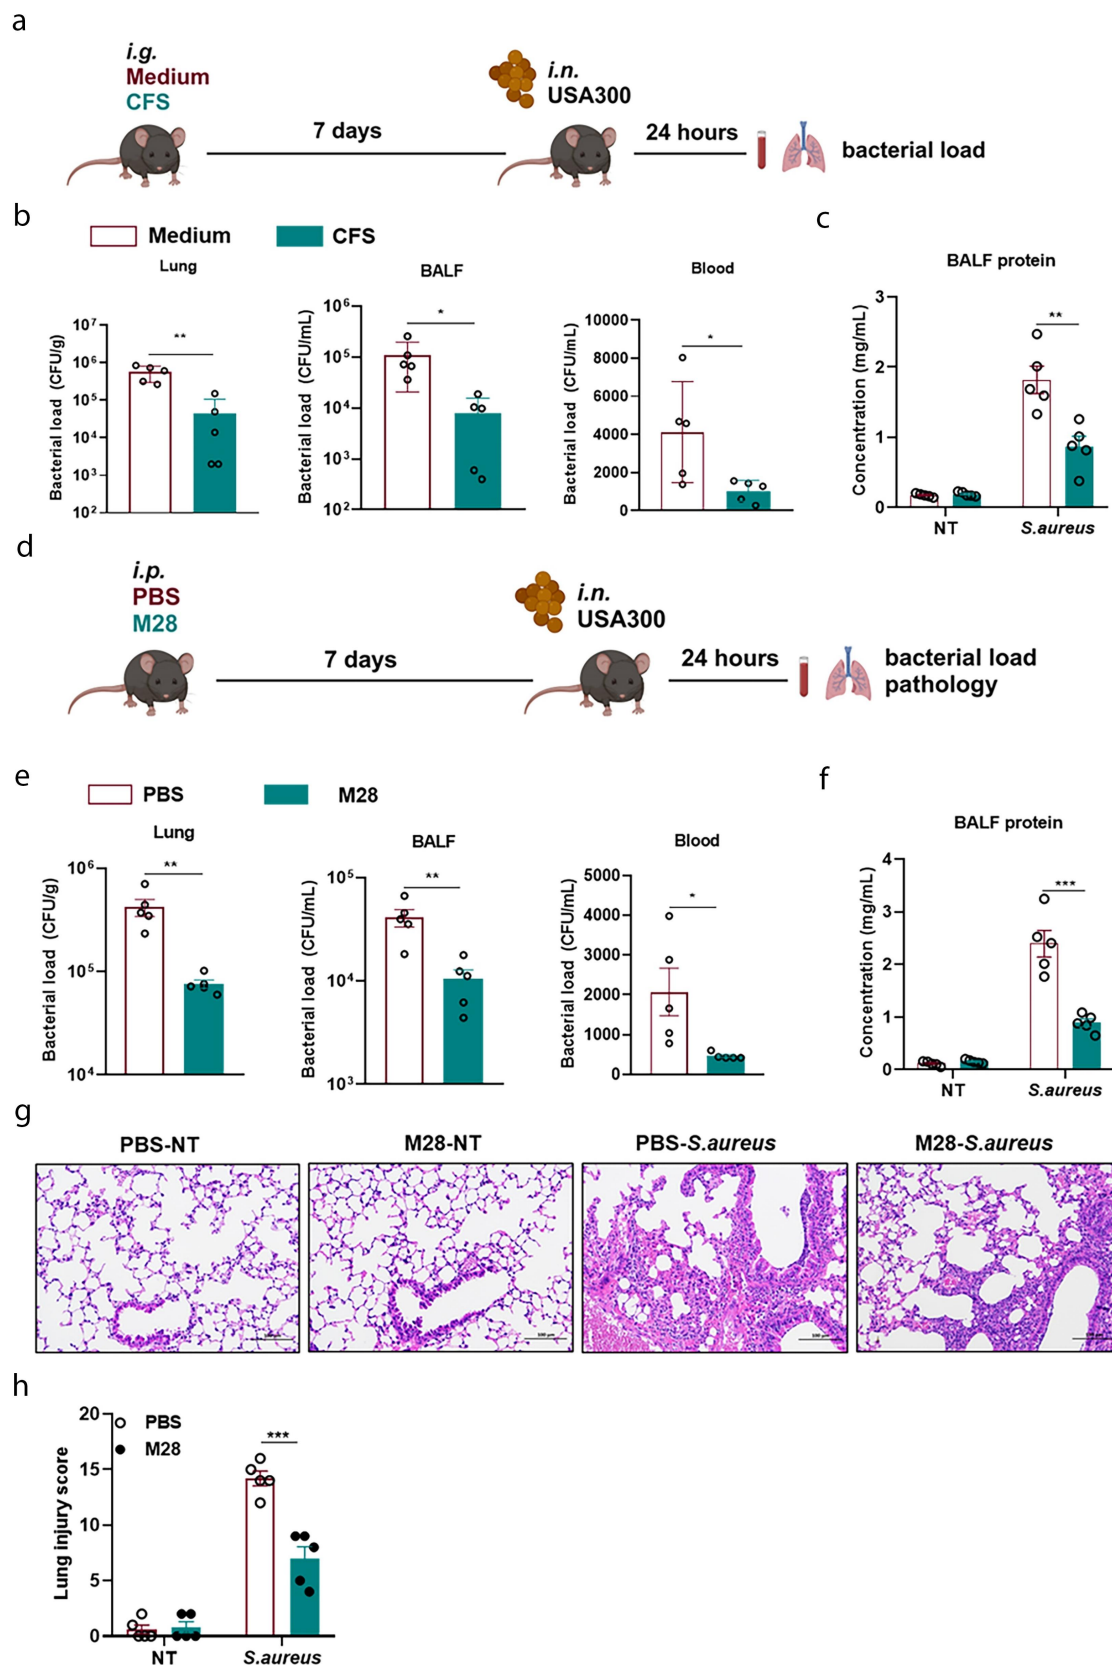 a
i.g.
Medium
CFS
7 days
i.n.
USA300
24 hours
bacterial load
b
Medium
CFS
Lung
Bacterial load (CFU/g)
10⁷
10⁶
10⁵
10⁴
10³
10²
**
BALF
Bacterial load (CFU/mL)
10⁶
10⁵
10⁴
10³
10²
*
Blood
Bacterial load (CFU/mL)
10000
8000
6000
4000
2000
0
*
c
BALF protein
Concentration (mg/mL)
3
2
1
0
**
NT
S.aureus
d
i.p.
PBS
M28
7 days
i.n.
USA300
24 hours
bacterial load
pathology
e
PBS
M28
Lung
Bacterial load (CFU/g)
10⁶
10⁵
10⁴
**
BALF
Bacterial load (CFU/mL)
10⁵
10⁴
10³
**
Blood
Bacterial load (CFU/mL)
5000
4000
3000
2000
1000
0
*
f
BALF protein
Concentration (mg/mL)
4
3
2
1
0
***
NT
S.aureus
g
PBS-NT
M28-NT
PBS-S.aureus
M28-S.aureus
100 μm
100 μm
h
Lung injury score
20
15
10
5
0
PBS
M28
***
NT
S.aureus